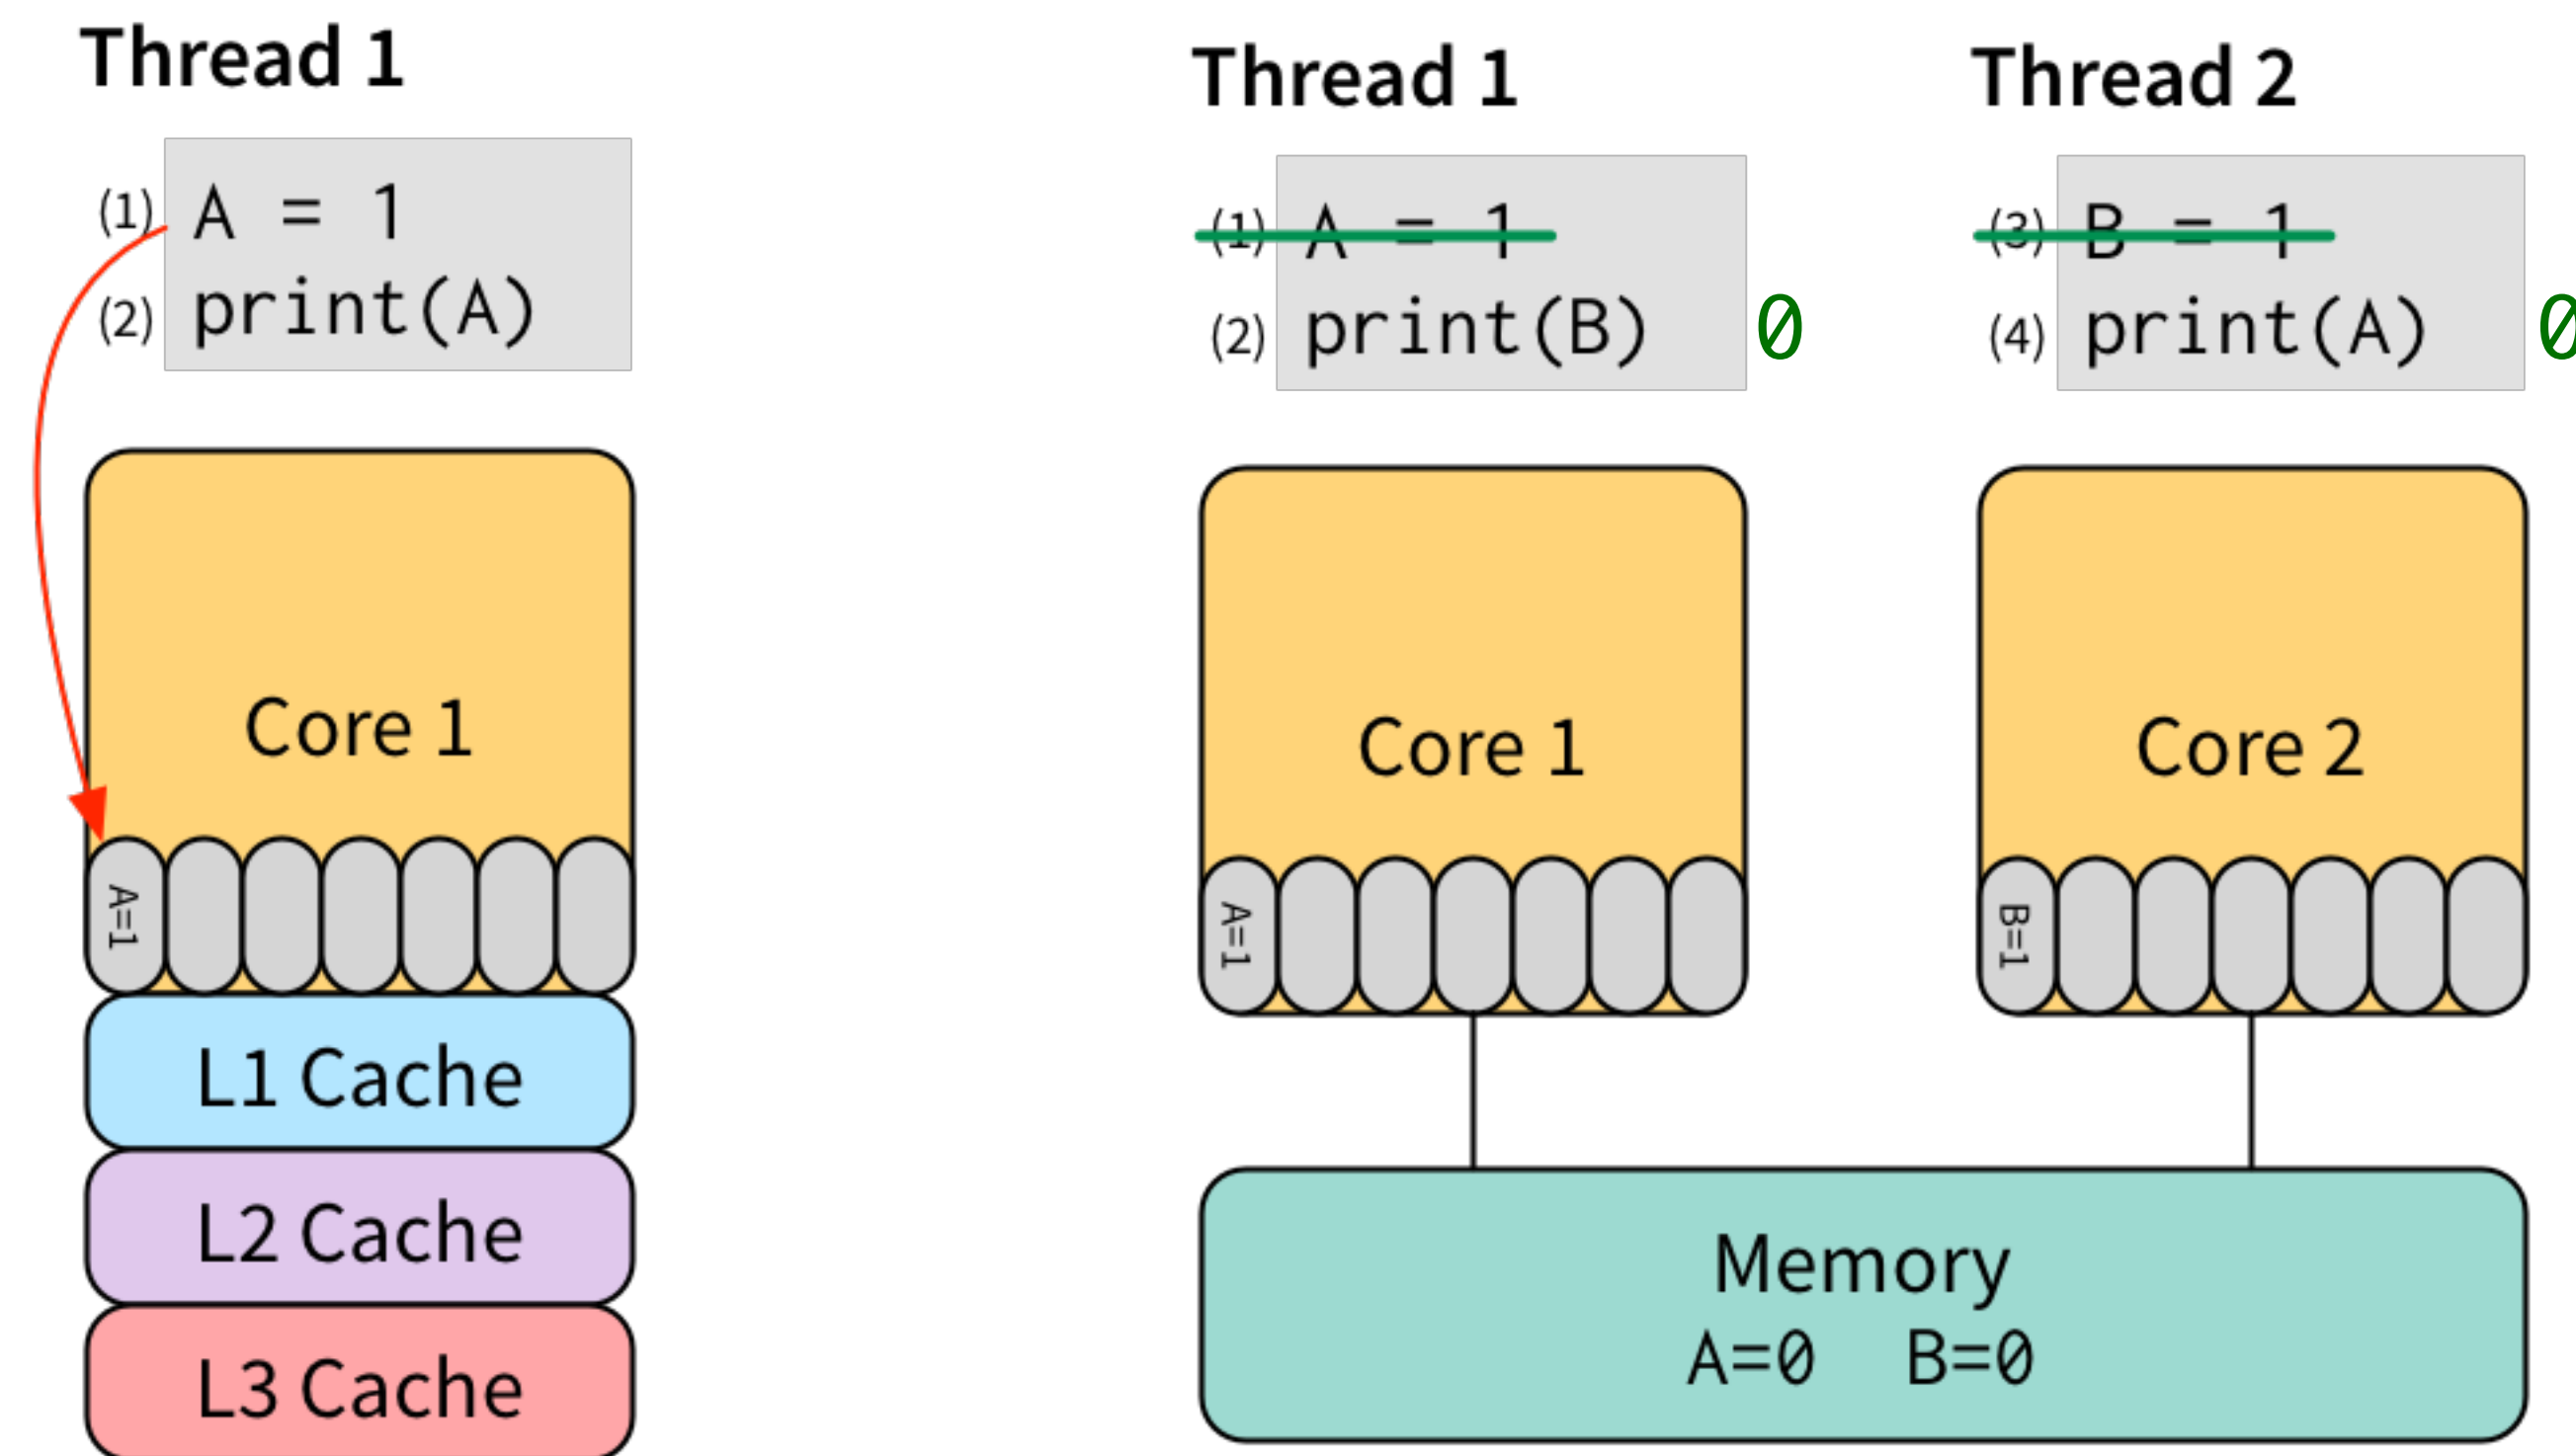 Thread 1
(1) A = 1
(2) print(A)
Core 1
A=1
L1 Cache
L2 Cache
L3 Cache
Thread 1
(1) A = 1
(2) print(B) 0
Core 1
A=1
Thread 2
(3) B = 1
(4) print(A) 0
Core 2
B=1
Memory
A=0 B=0